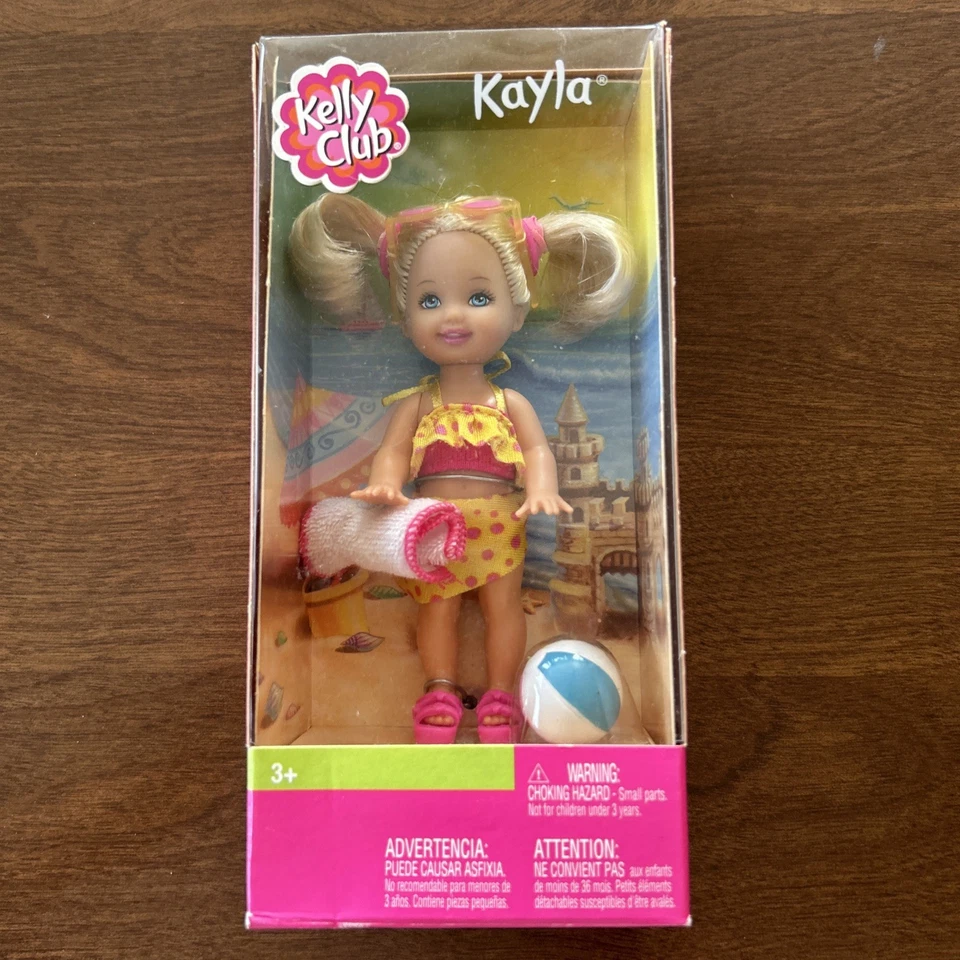 Kelly
Club®
Kayla®
3+
WARNING:
CHOKING HAZARD - Small parts.
Not for children under 3 years.
ADVERTENCIA:
PUEDE CAUSAR ASFIXIA.
No recomendable para menores de
3 años. Contiene piezas pequeñas.
ATTENTION:
NE CONVIENT PAS aux enfants
de moins de 36 mois. Petits éléments
détachables susceptibles d'être avalés.